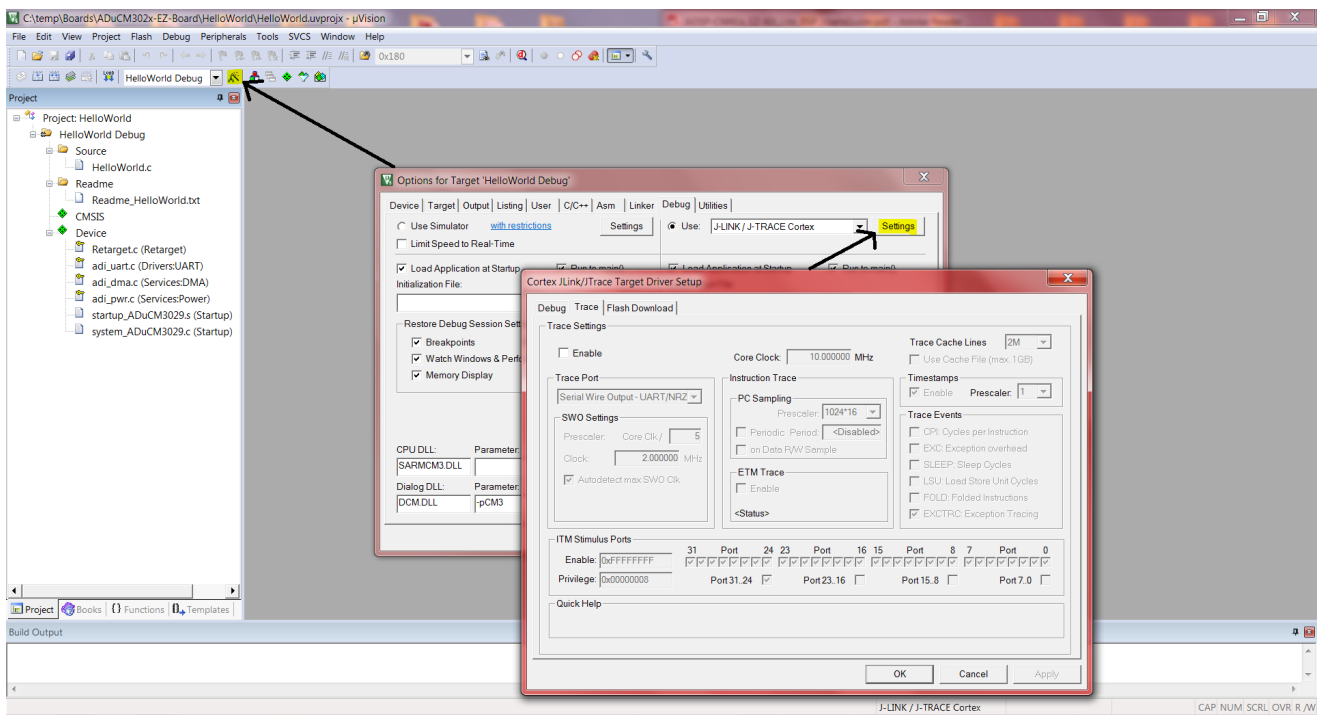 C:\temp\Boards\ADuCM302x-EZ-Board\HelloWorld\HelloWorld.uvprojx - µVision
File Edit View Project Flash Debug Peripherals Tools SVCS Window Help
0x180
HelloWorld Debug
Project
Project: HelloWorld
HelloWorld Debug
Source
HelloWorld.c
Readme
Readme_HelloWorld.txt
CMSIS
Device
Retarget.c (Retarget)
adi_uart.c (Drivers:UART)
adi_dma.c (Services:DMA)
adi_pwr.c (Services:Power)
startup_ADuCM3029.s (Startup)
system_ADuCM3029.c (Startup)
Project Books {} Functions Templates
Build Output
Options for Target 'HelloWorld Debug'
Device Target Output Listing User C/C++ Asm Linker Debug Utilities
Use Simulator with restrictions Settings Use: J-LINK / J-TRACE Cortex Settings
Limit Speed to Real-Time
Load Application at Startup Run to main() Load Application at Startup Run to main()
Initialization File:
Restore Debug Session Sett
Breakpoints
Watch Windows & Perfo
Memory Display
CPU DLL: Parameter:
SARMCM3.DLL
Dialog DLL: Parameter:
DCM.DLL -pCM3
Cortex JLink/JTrace Target Driver Setup
Debug Trace Flash Download
Trace Settings
Enable Core Clock: 10.000000 MHz Trace Cache Lines 2M
Use Cache File (max. 1GB)
Trace Port
Serial Wire Output - UART/NRZ
SWO Settings
Prescaler: Core Clk / 5
Clock: 2.000000 MHz
Autodetect max SWO Clk
Instruction Trace
PC Sampling
Prescaler: 1024*16
Periodic Period: <Disabled>
on Data R/W Sample
ETM Trace
Enable
<Status>
Timestamps
Enable Prescaler: 1
Trace Events
CPI: Cycles per Instruction
EXC: Exception overhead
SLEEP: Sleep Cycles
LSU: Load Store Unit Cycles
FOLD: Folded Instructions
EXCTRC: Exception Tracing
ITM Stimulus Ports
31 Port 24 23 Port 16 15 Port 8 7 Port 0
Enable: 0xFFFFFFFF
Privilege: 0x00000008 Port 31..24 Port 23..16 Port 15..8 Port 7..0
Quick Help
OK Cancel Apply
J-LINK / J-TRACE Cortex CAP NUM SCRL OVR R /W